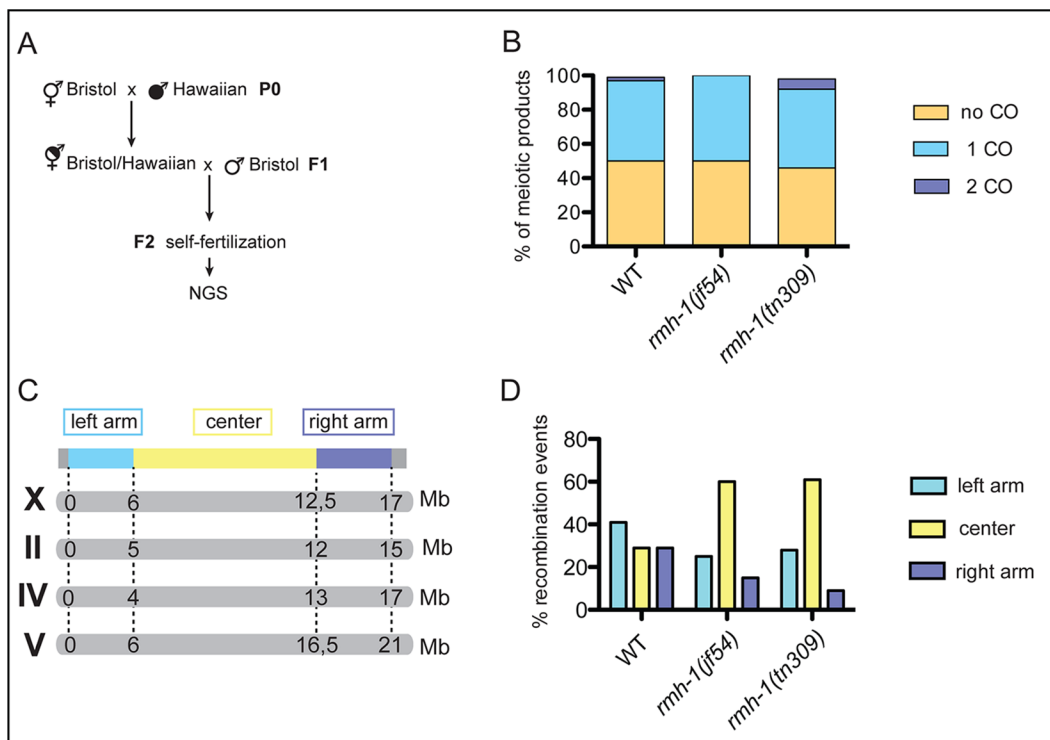 A
Bristol x Hawaiian P0
Bristol/Hawaiian x Bristol F1
F2 self-fertilization
NGS
B
% of meiotic products
100
80
60
40
20
0
WT
rmh-1(jf54)
rmh-1(tn309)
no CO
1 CO
2 CO
C
left arm center right arm
X 0 6 12,5 17 Mb
II 0 5 12 15 Mb
IV 0 4 13 17 Mb
V 0 6 16,5 21 Mb
D
% recombination events
80
60
40
20
0
WT
rmh-1(jf54)
rmh-1(tn309)
left arm
center
right arm